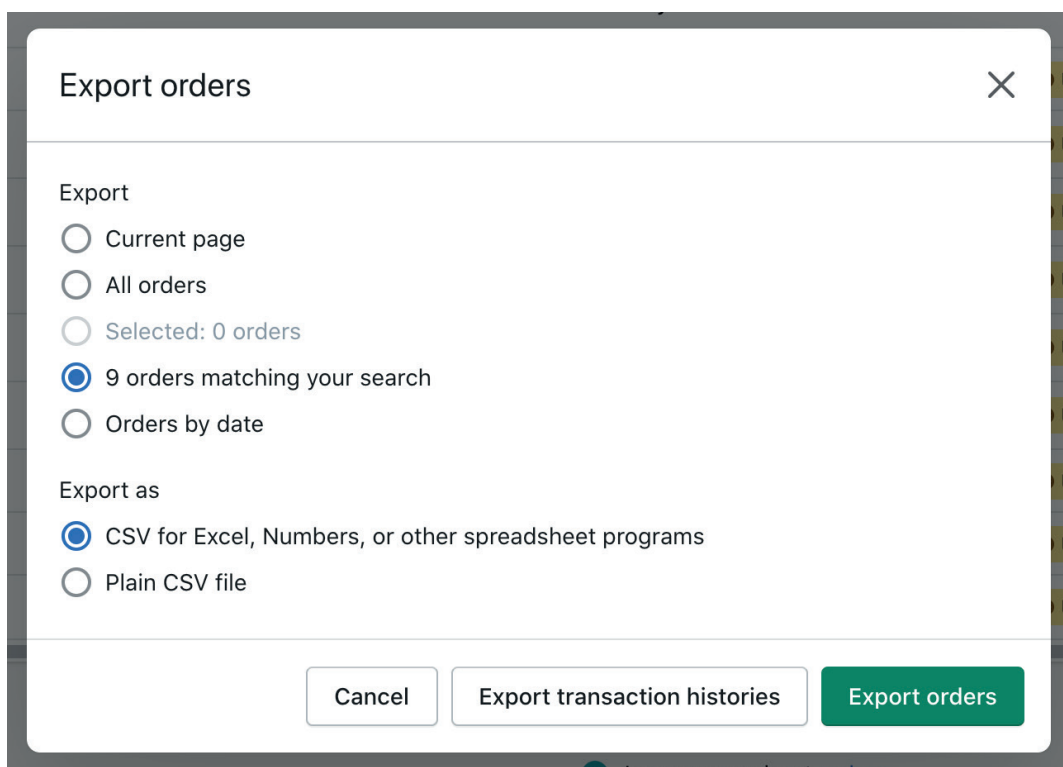 Export orders
Export
Current page
All orders
Selected: 0 orders
9 orders matching your search
Orders by date
Export as
CSV for Excel, Numbers, or other spreadsheet programs
Plain CSV file
Cancel
Export transaction histories
Export orders